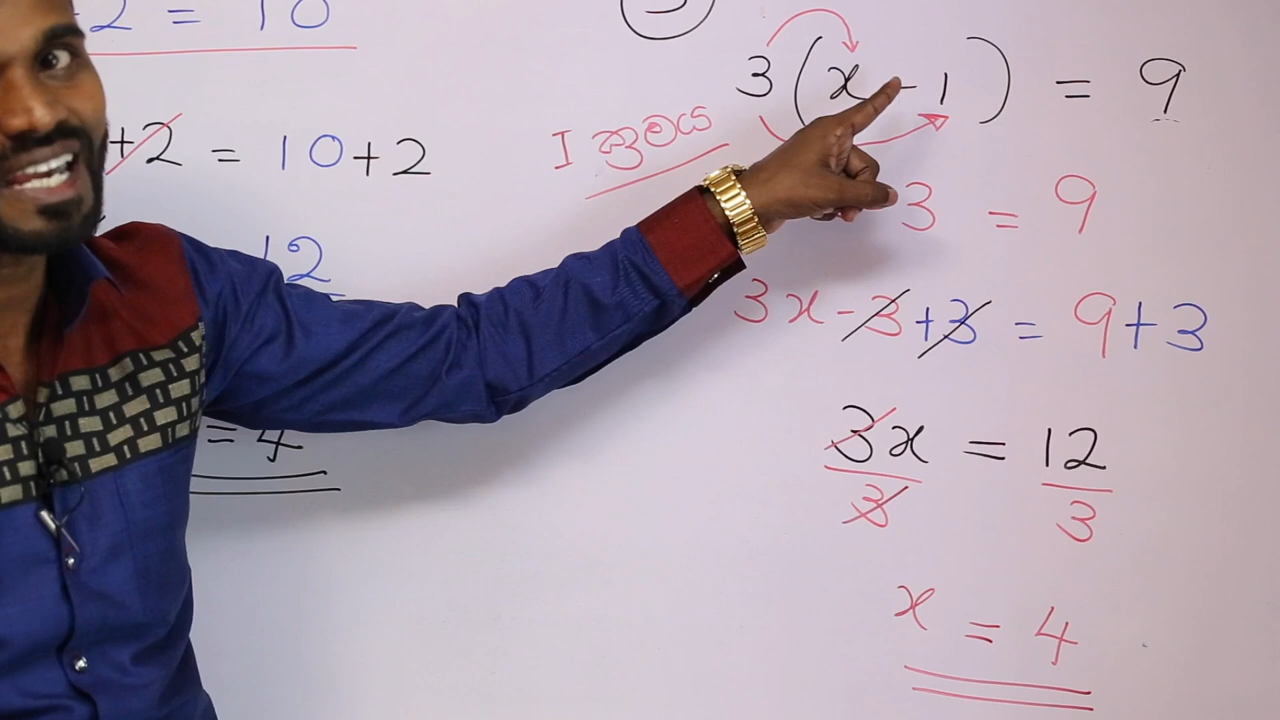 2 = 10
+2 = 10+2
12
= 4
3(x-1) = 9
I ක්‍රමය
3 = 9
3x-3+3 = 9+3
3x = 12
3 3
x = 4